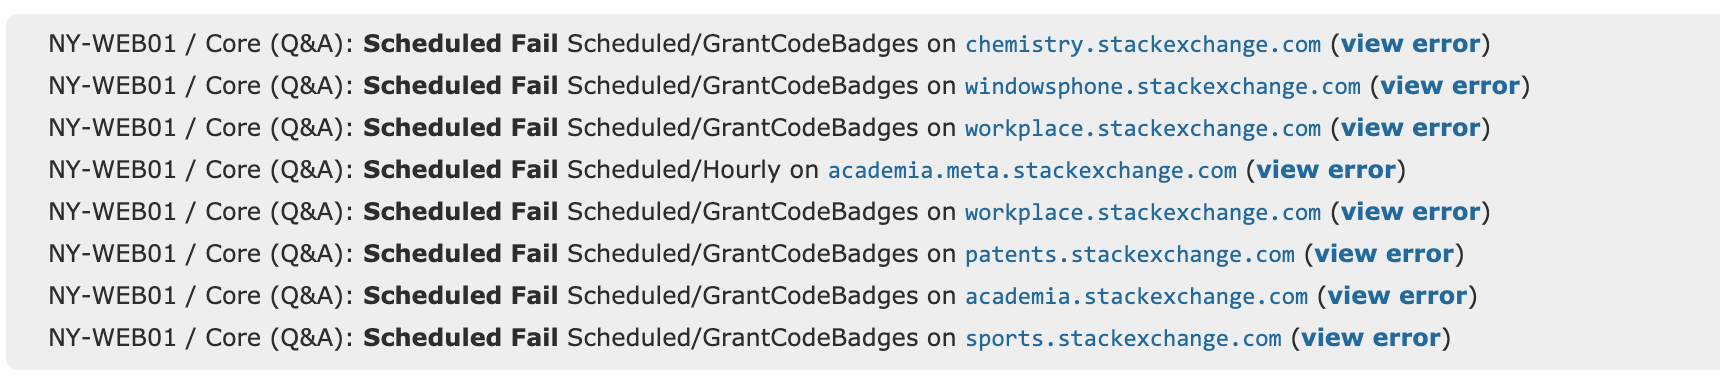 NY-WEB01 / Core (Q&A): Scheduled Fail Scheduled/GrantCodeBadges on chemistry.stackexchange.com (view error)
NY-WEB01 / Core (Q&A): Scheduled Fail Scheduled/GrantCodeBadges on windowsphone.stackexchange.com (view error)
NY-WEB01 / Core (Q&A): Scheduled Fail Scheduled/GrantCodeBadges on workplace.stackexchange.com (view error)
NY-WEB01 / Core (Q&A): Scheduled Fail Scheduled/Hourly on academia.meta.stackexchange.com (view error)
NY-WEB01 / Core (Q&A): Scheduled Fail Scheduled/GrantCodeBadges on workplace.stackexchange.com (view error)
NY-WEB01 / Core (Q&A): Scheduled Fail Scheduled/GrantCodeBadges on patents.stackexchange.com (view error)
NY-WEB01 / Core (Q&A): Scheduled Fail Scheduled/GrantCodeBadges on academia.stackexchange.com (view error)
NY-WEB01 / Core (Q&A): Scheduled Fail Scheduled/GrantCodeBadges on sports.stackexchange.com (view error)